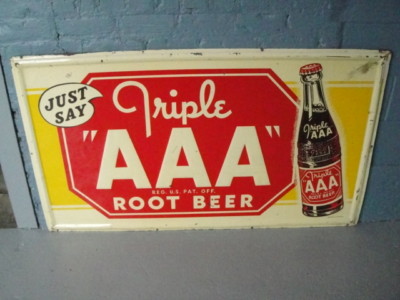 JUST
SAY
Triple
"AAA"
REG. U.S. PAT. OFF.
ROOT BEER
Triple
AAA
Triple
"AAA"
ROOT BEER